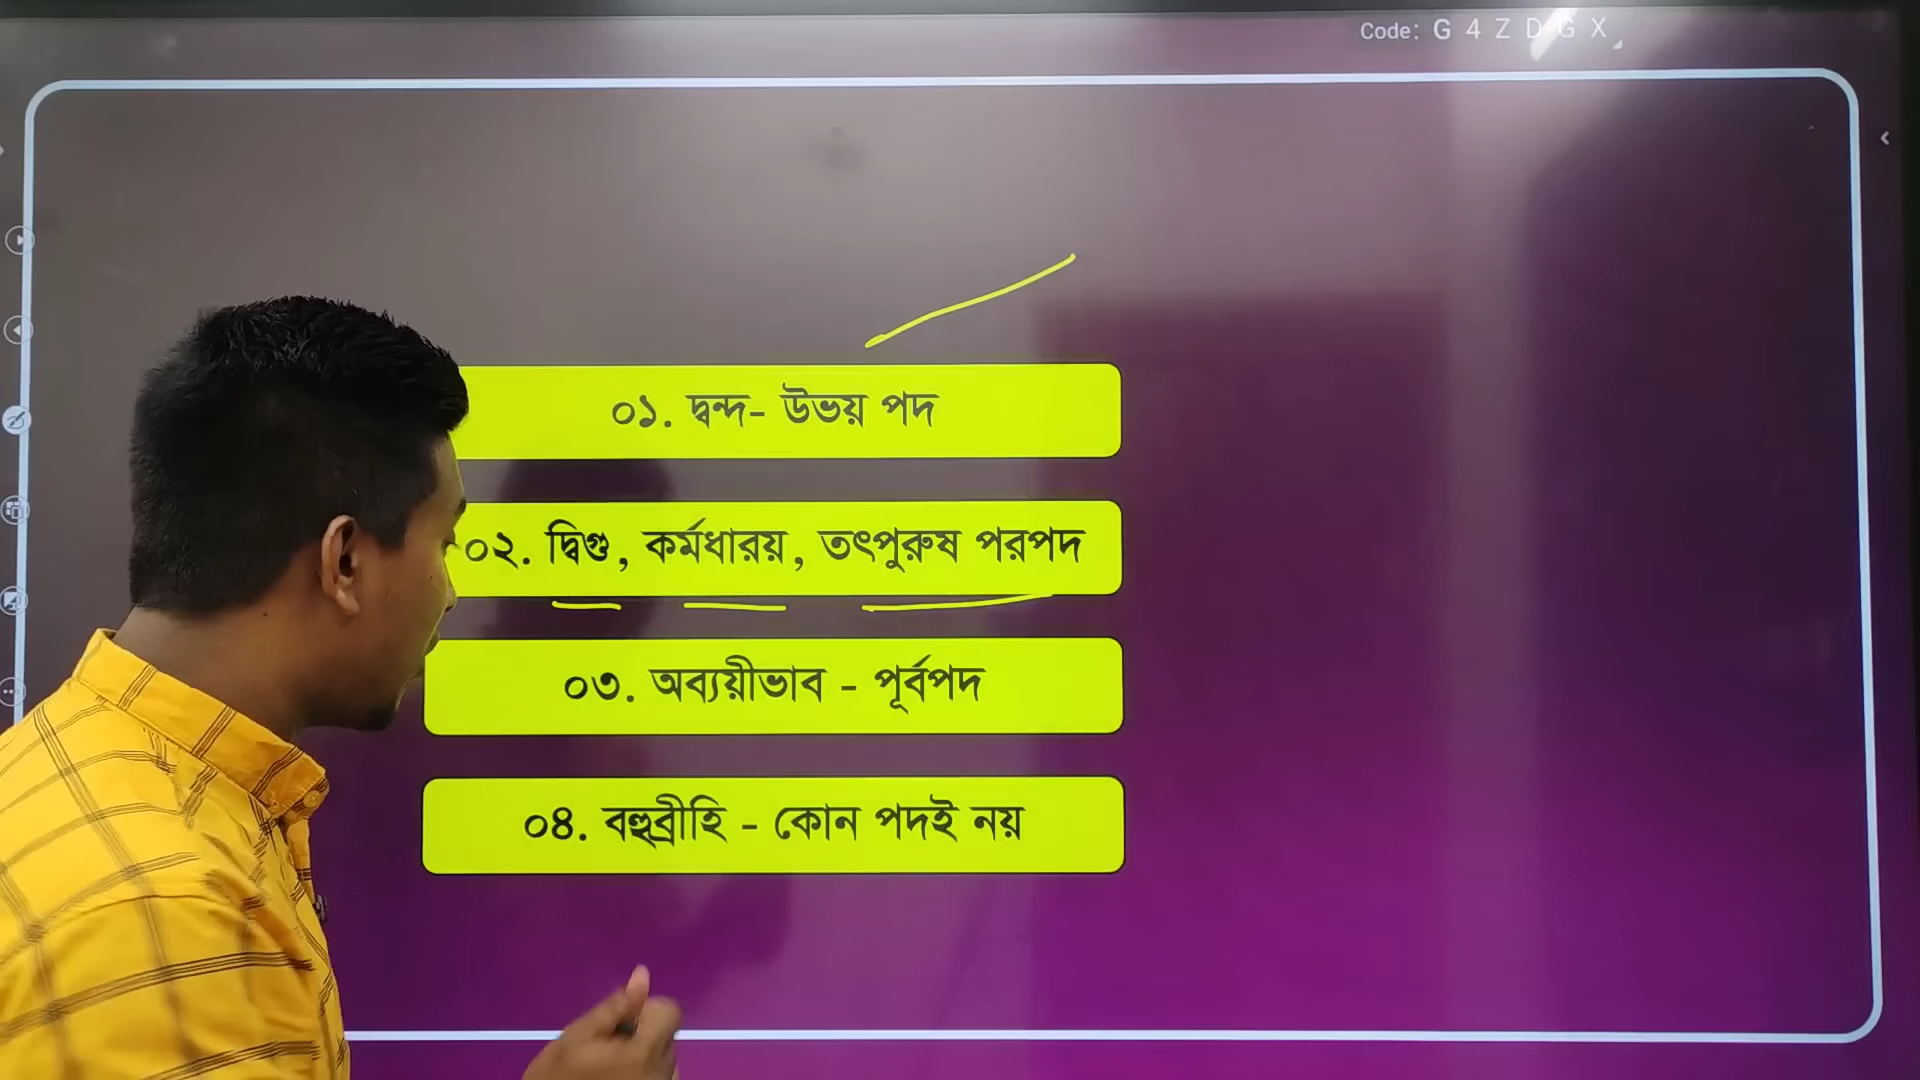 Code: G 4 Z D G X
০১. দ্বন্দ- উভয় পদ
০২. দ্বিগু, কর্মধারয়, তৎপুরুষ পরপদ
০৩. অব্যয়ীভাব - পূর্বপদ
০৪. বহুব্রীহি - কোন পদই নয়